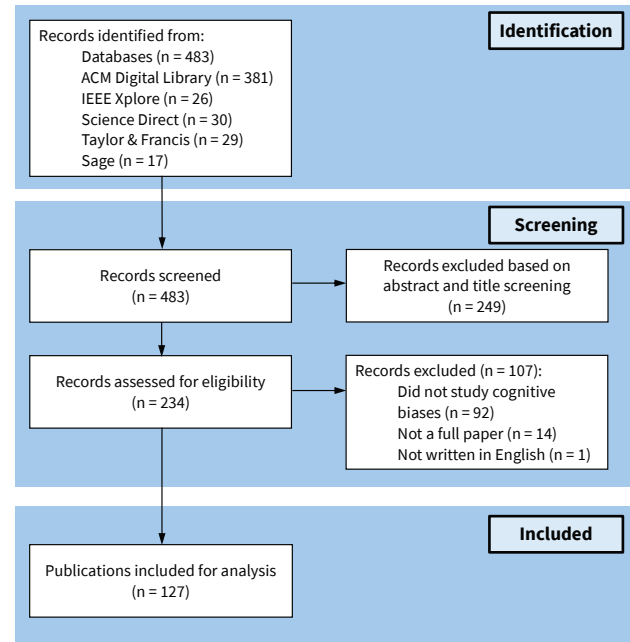 Identification
Records identified from:
Databases (n = 483)
ACM Digital Library (n = 381)
IEEE Xplore (n = 26)
Science Direct (n = 30)
Taylor & Francis (n = 29)
Sage (n = 17)
Screening
Records screened
(n = 483)
Records excluded based on
abstract and title screening
(n = 249)
Records assessed for eligibility
(n = 234)
Records excluded (n = 107):
Did not study cognitive
biases (n = 92)
Not a full paper (n = 14)
Not written in English (n = 1)
Included
Publications included for analysis
(n = 127)